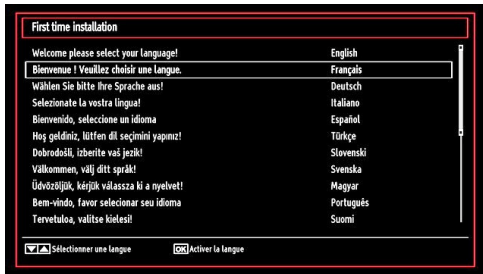 First time installation
Welcome please select your language! English
Bienvenue ! Veuillez choisir une langue. Français
Wählen Sie bitte Ihre Sprache aus! Deutsch
Selezionate la vostra lingua! Italiano
Bienvenido, seleccione un idioma Español
Hoş geldiniz, lütfen dil seçimini yapınız! Türkçe
Dobrodošli, izberite vaš jezik! Slovenski
Välkommen, välj ditt språk! Svenska
Üdvözöljük, kérjük válassza ki a nyelvet! Magyar
Bem-vindo, favor selecionar seu idioma Português
Tervetuloa, valitse kielesi! Suomi
Sélectionner une langue OK Activer la langue